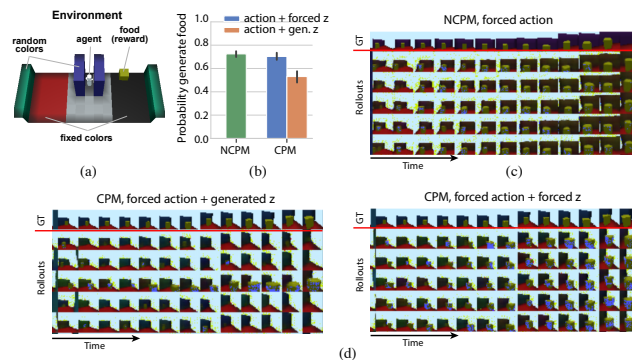 Environment
random colors
agent
food
(reward)
fixed colors
(a)
Probability generate food
1.0
0.8
0.6
0.4
0.2
0.0
action + forced z
action + gen. z
NCPM
CPM
(b)
NCPM, forced action
GT
Rollouts
Time
(c)
CPM, forced action + generated z
GT
Rollouts
Time
CPM, forced action + forced z
GT
Rollouts
Time
(d)